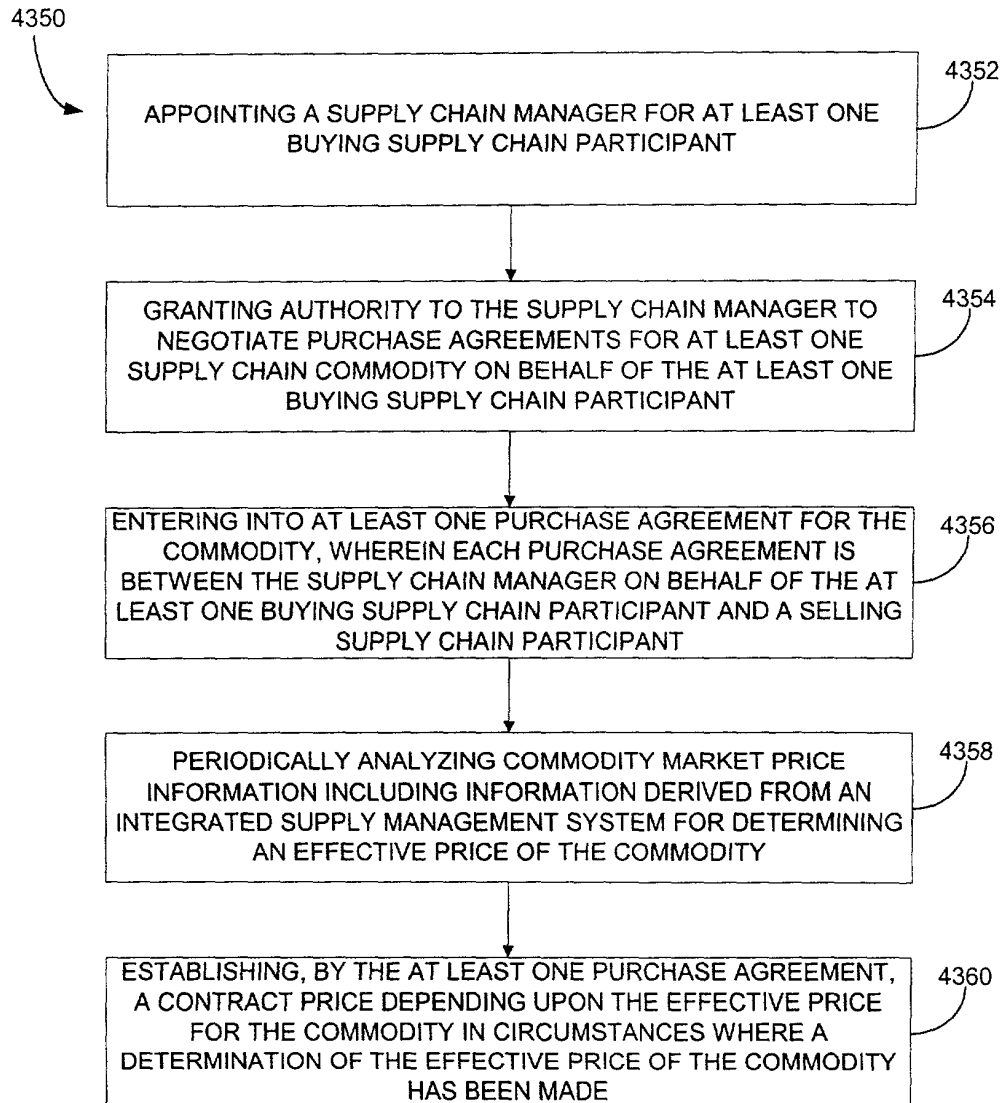 4350
4352
APPOINTING A SUPPLY CHAIN MANAGER FOR AT LEAST ONE
BUYING SUPPLY CHAIN PARTICIPANT
4354
GRANTING AUTHORITY TO THE SUPPLY CHAIN MANAGER TO
NEGOTIATE PURCHASE AGREEMENTS FOR AT LEAST ONE
SUPPLY CHAIN COMMODITY ON BEHALF OF THE AT LEAST ONE
BUYING SUPPLY CHAIN PARTICIPANT
4356
ENTERING INTO AT LEAST ONE PURCHASE AGREEMENT FOR THE
COMMODITY, WHEREIN EACH PURCHASE AGREEMENT IS
BETWEEN THE SUPPLY CHAIN MANAGER ON BEHALF OF THE AT
LEAST ONE BUYING SUPPLY CHAIN PARTICIPANT AND A SELLING
SUPPLY CHAIN PARTICIPANT
4358
PERIODICALLY ANALYZING COMMODITY MARKET PRICE
INFORMATION INCLUDING INFORMATION DERIVED FROM AN
INTEGRATED SUPPLY MANAGEMENT SYSTEM FOR DETERMINING
AN EFFECTIVE PRICE OF THE COMMODITY
4360
ESTABLISHING, BY THE AT LEAST ONE PURCHASE AGREEMENT,
A CONTRACT PRICE DEPENDING UPON THE EFFECTIVE PRICE
FOR THE COMMODITY IN CIRCUMSTANCES WHERE A
DETERMINATION OF THE EFFECTIVE PRICE OF THE COMMODITY
HAS BEEN MADE